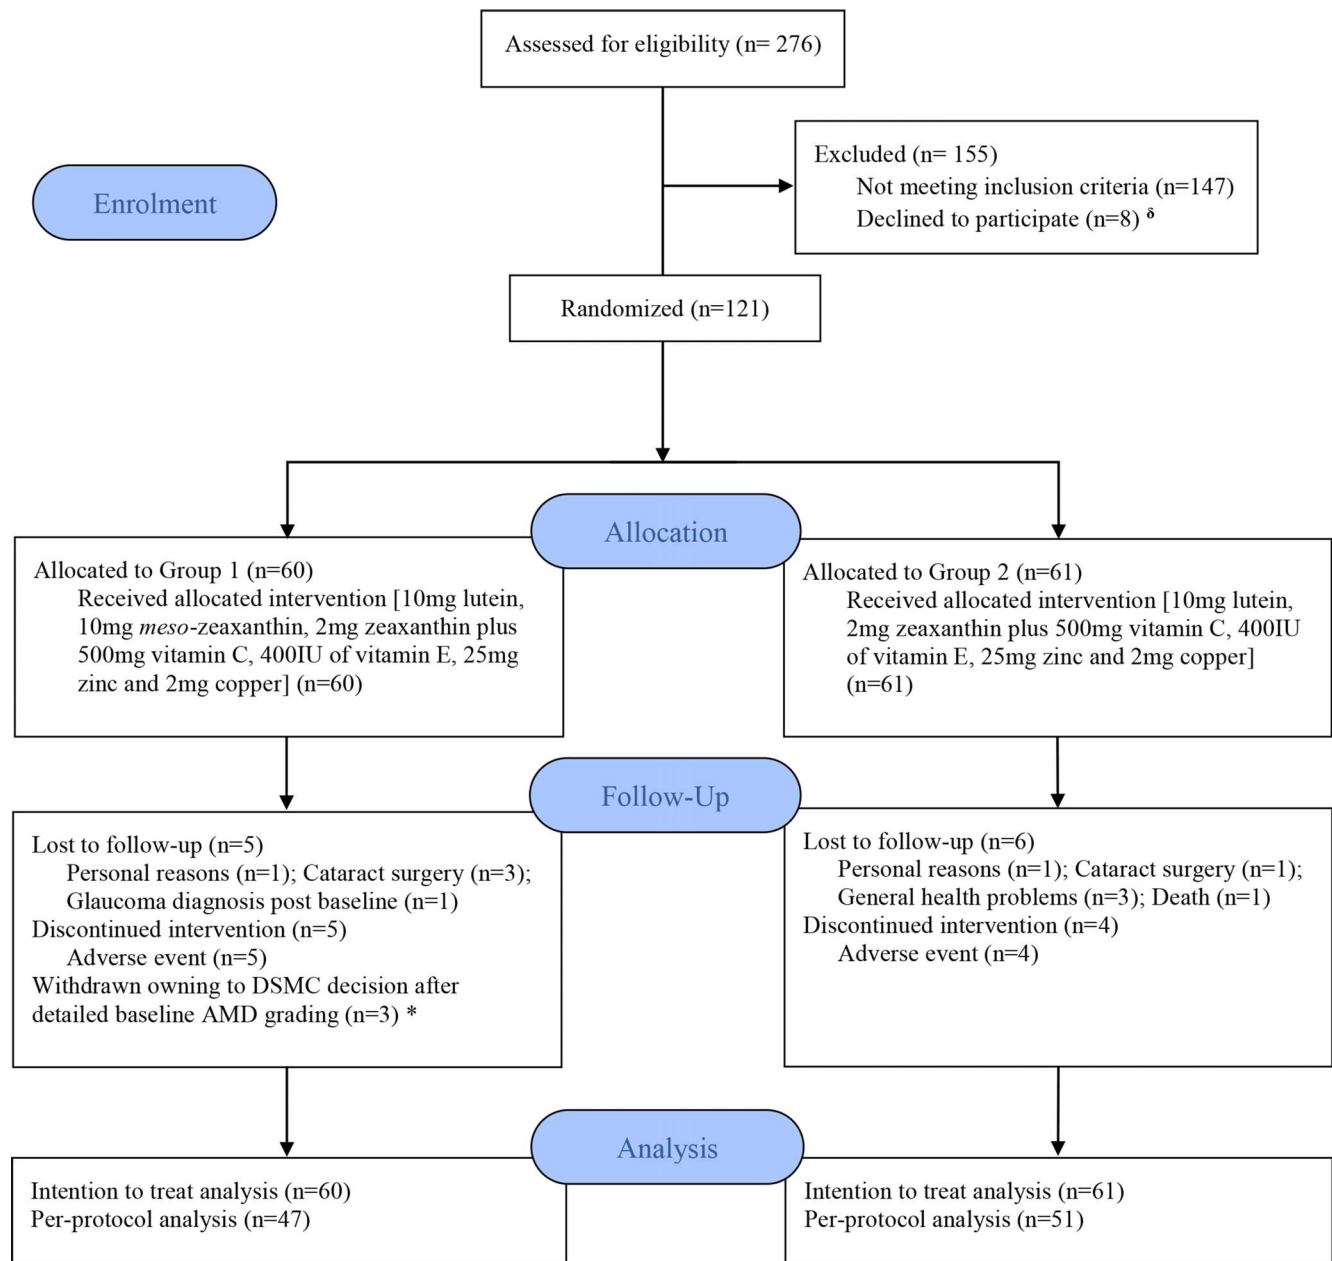 Assessed for eligibility (n= 276)
Excluded (n= 155)
Not meeting inclusion criteria (n=147)
Declined to participate (n=8) δ
Enrolment
Randomized (n=121)
Allocation
Allocated to Group 1 (n=60)
Received allocated intervention [10mg lutein,
10mg meso-zeaxanthin, 2mg zeaxanthin plus
500mg vitamin C, 400IU of vitamin E, 25mg
zinc and 2mg copper] (n=60)
Allocated to Group 2 (n=61)
Received allocated intervention [10mg lutein,
2mg zeaxanthin plus 500mg vitamin C, 400IU
of vitamin E, 25mg zinc and 2mg copper]
(n=61)
Follow-Up
Lost to follow-up (n=5)
Personal reasons (n=1); Cataract surgery (n=3);
Glaucoma diagnosis post baseline (n=1)
Discontinued intervention (n=5)
Adverse event (n=5)
Withdrawn owning to DSMC decision after
detailed baseline AMD grading (n=3) *
Lost to follow-up (n=6)
Personal reasons (n=1); Cataract surgery (n=1);
General health problems (n=3); Death (n=1)
Discontinued intervention (n=4)
Adverse event (n=4)
Analysis
Intention to treat analysis (n=60)
Per-protocol analysis (n=47)
Intention to treat analysis (n=61)
Per-protocol analysis (n=51)